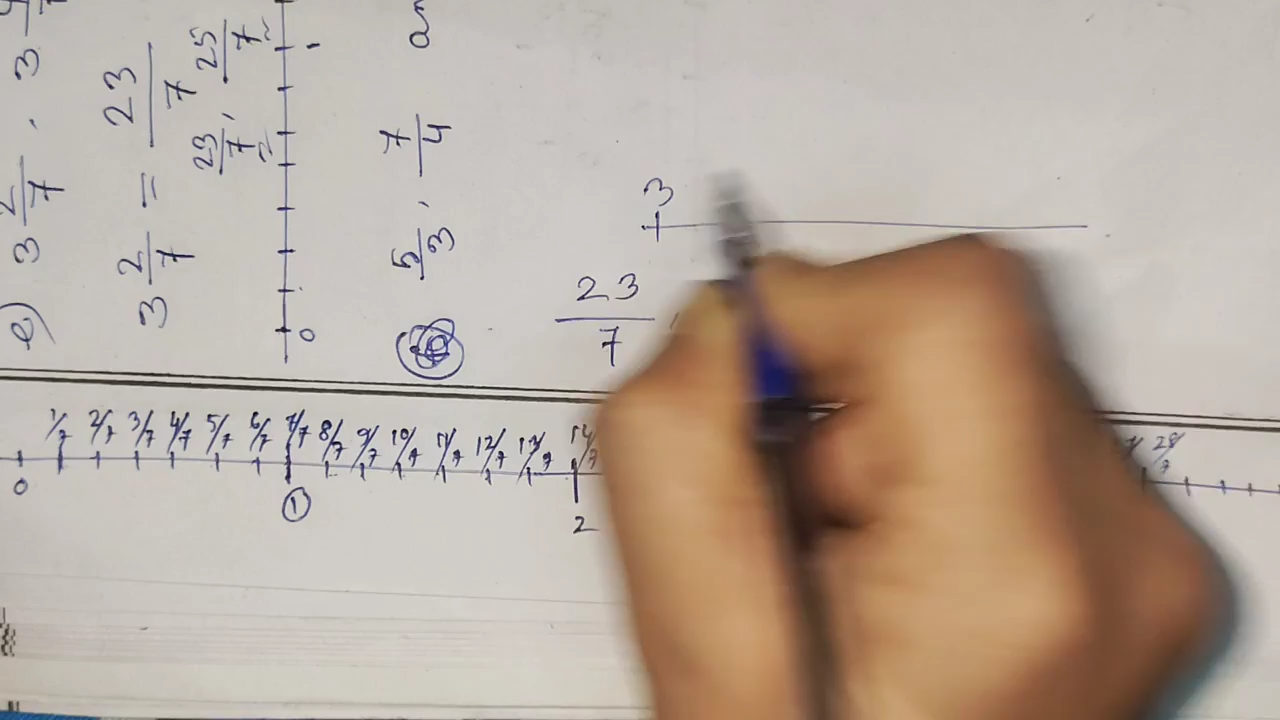 e) 3 2/7 . 3
3 2/7 = 23/7
23/7, 25/7
0 1
5/3, 7/4
3
23/7
1/7 2/7 3/7 4/7 5/7 6/7 7/7 8/7 9/7 10/7 11/7 12/7 13/7 14/7 28/7
0 1 2